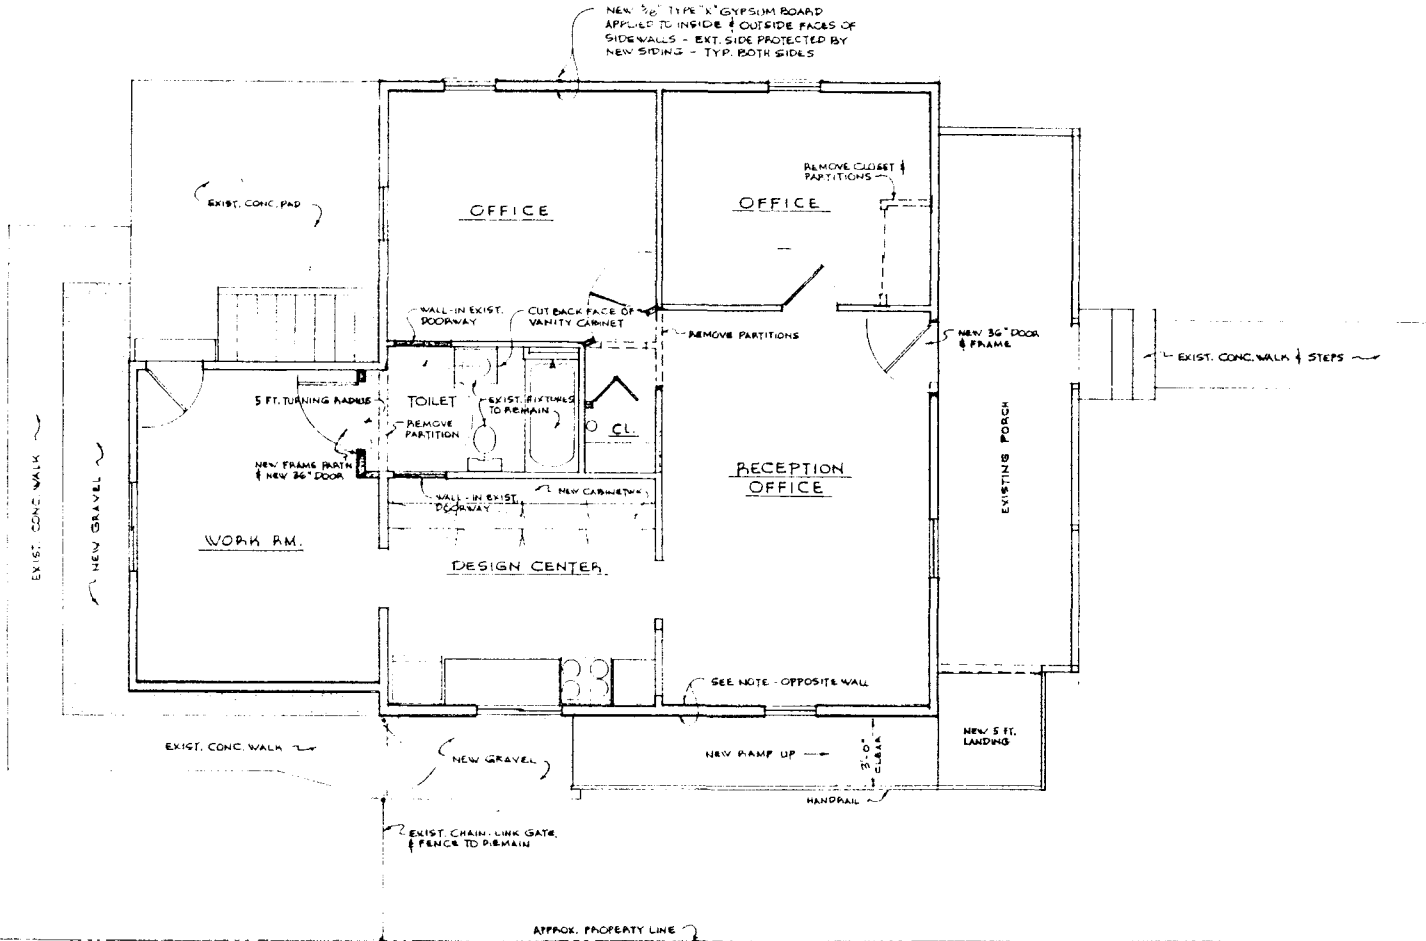 NEW 5/8" TYPE "X" GYPSUM BOARD
APPLIED TO INSIDE & OUTSIDE FACES OF
SIDEWALLS - EXT. SIDE PROTECTED BY
NEW SIDING - TYP. BOTH SIDES
REMOVE CLOSET &
PARTITIONS
EXIST. CONC. PAD
OFFICE
OFFICE
WALL-IN EXIST.
DOORWAY
CUT BACK FACE OF
VANITY CABINET
REMOVE PARTITIONS
NEW 36" DOOR
& FRAME
EXIST. CONC. WALK & STEPS
5 FT. TURNING RADIUS
TOILET
EXIST. FIXTURES
TO REMAIN
REMOVE
PARTITION
CL.
NEW FRAME PART'N
& NEW 36" DOOR
RECEPTION
OFFICE
EXISTING PORCH
EXIST. CONC. WALK
NEW GRAVEL
WALL-IN EXIST.
DOORWAY
NEW CABINETWK
WORK RM.
DESIGN CENTER
SEE NOTE - OPPOSITE WALL
EXIST. CONC. WALK
NEW GRAVEL
NEW RAMP UP
3'-0"
CLEAR
NEW 5 FT.
LANDING
HANDRAIL
EXIST. CHAIN-LINK GATE,
& FENCE TO REMAIN
APPROX. PROPERTY LINE